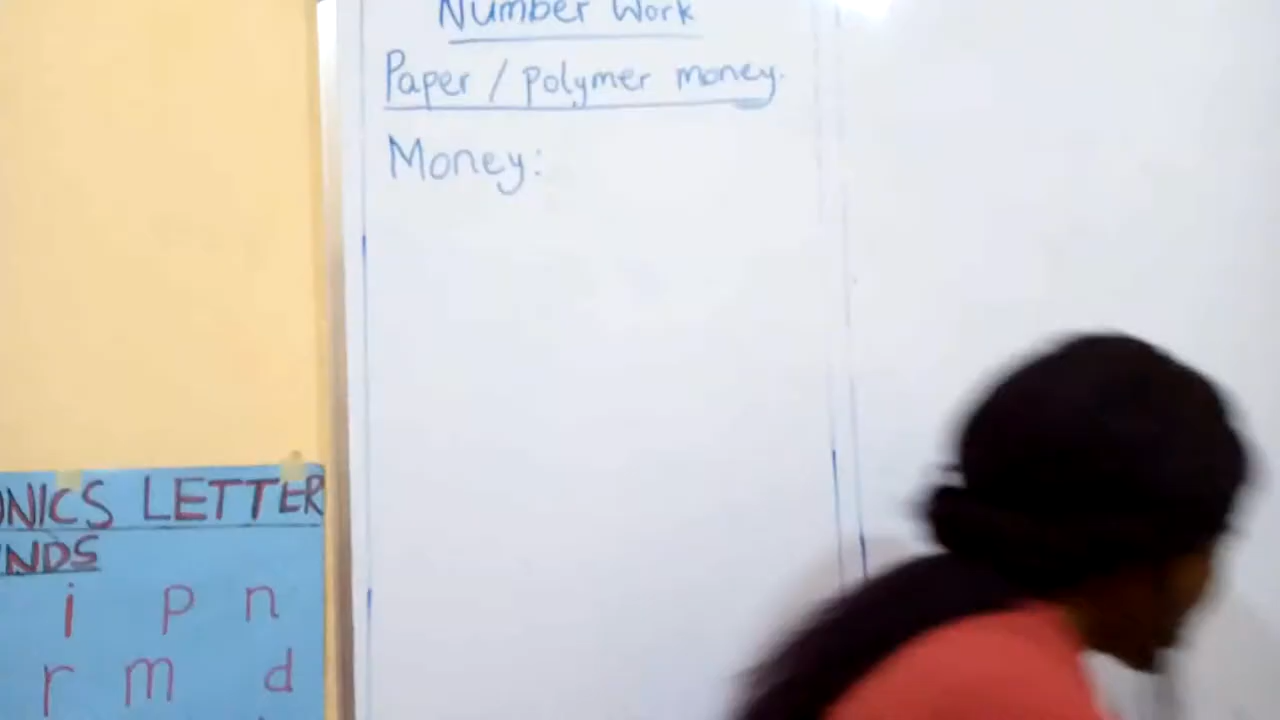 Number Work
Paper / polymer money.
Money:
ONICS LETTER
NDS
i p n
r m d